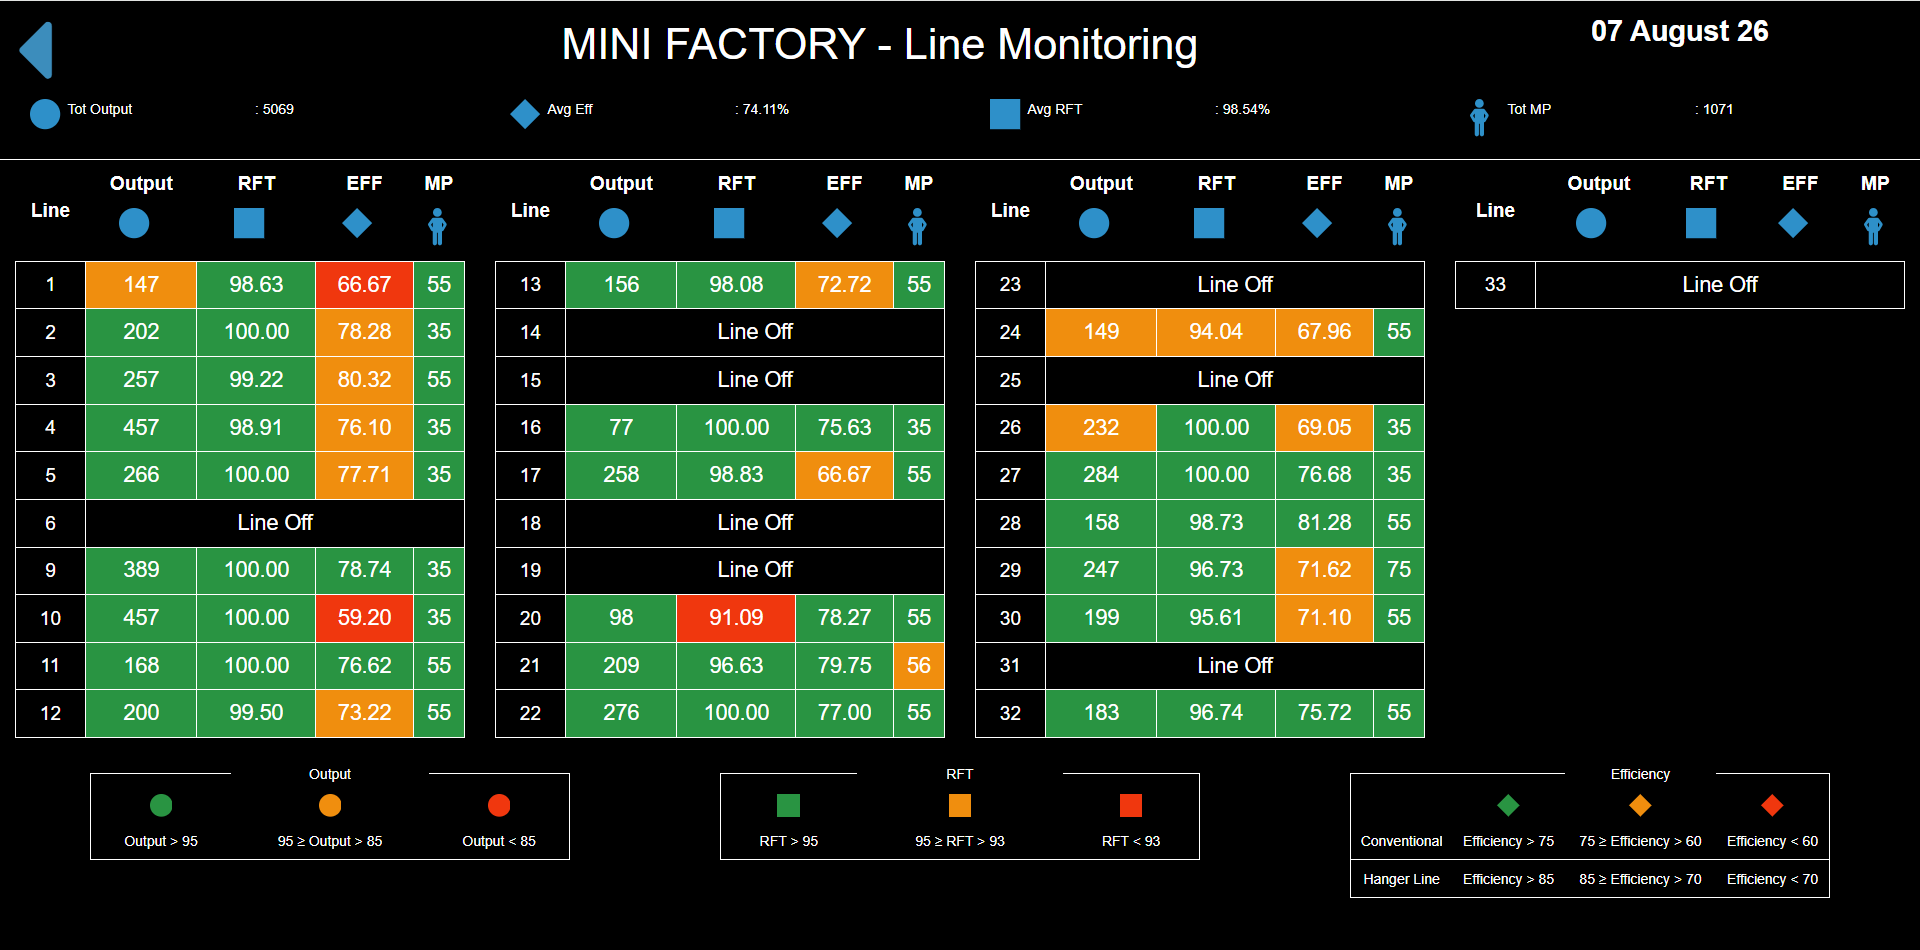 MINI FACTORY - Line Monitoring
07 August 26
Tot Output : 5069
Avg Eff : 74.11%
Avg RFT : 98.54%
Tot MP : 1071
Line Output RFT EFF MP
1 147 98.63 66.67 55
2 202 100.00 78.28 35
3 257 99.22 80.32 55
4 457 98.91 76.10 35
5 266 100.00 77.71 35
6 Line Off
9 389 100.00 78.74 35
10 457 100.00 59.20 35
11 168 100.00 76.62 55
12 200 99.50 73.22 55
Line Output RFT EFF MP
13 156 98.08 72.72 55
14 Line Off
15 Line Off
16 77 100.00 75.63 35
17 258 98.83 66.67 55
18 Line Off
19 Line Off
20 98 91.09 78.27 55
21 209 96.63 79.75 56
22 276 100.00 77.00 55
Line Output RFT EFF MP
23 Line Off
24 149 94.04 67.96 55
25 Line Off
26 232 100.00 69.05 35
27 284 100.00 76.68 35
28 158 98.73 81.28 55
29 247 96.73 71.62 75
30 199 95.61 71.10 55
31 Line Off
32 183 96.74 75.72 55
Line Output RFT EFF MP
33 Line Off
Output
Output > 95 95 ≥ Output > 85 Output < 85
RFT
RFT > 95 95 ≥ RFT > 93 RFT < 93
Efficiency
Conventional Efficiency > 75 75 ≥ Efficiency > 60 Efficiency < 60
Hanger Line Efficiency > 85 85 ≥ Efficiency > 70 Efficiency < 70